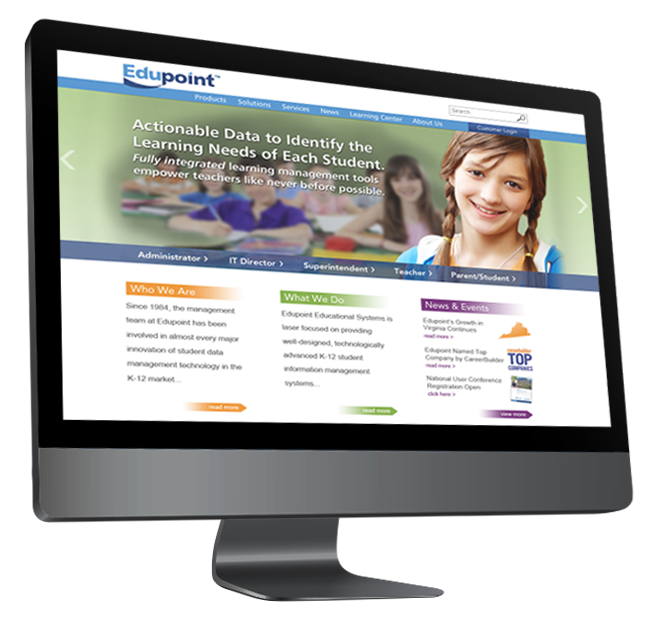 Edupoint™
Products Solutions Services News Learning Center About Us
Search
Customer Login
Actionable Data to Identify the
Learning Needs of Each Student.
Fully integrated learning management tools
empower teachers like never before possible.
Administrator > IT Director > Superintendent > Teacher > Parent/Student >
Who We Are
Since 1984, the management
team at Edupoint has been
involved in almost every major
innovation of student data
management technology in the
K-12 market...
read more
What We Do
Edupoint Educational Systems is
laser focused on providing
well-designed, technologically
advanced K-12 student
information management
systems...
read more
News & Events
Edupoint's Growth in
Virginia Continues
read more >
Edupoint Named Top
Company by CareerBuilder
read more >
TOP
COMPANIES
National User Conference
Registration Open
click here >
view more